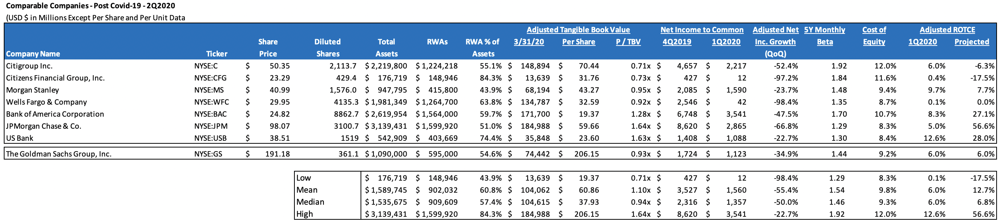 Comparable Companies - Post Covid-19 - 2Q2020
(USD $ in Millions Except Per Share and Per Unit Data
Adjusted Tangible Book Value Net Income to Common Adjusted Net 5Y Monthly Cost of Adjusted ROTCE
Share Diluted Total RWAs RWA % of 3/31/20 Per Share P / TBV 4Q2019 1Q2020 Inc. Growth Beta Equity 1Q2020 Projected
Company Name Ticker Price Shares Assets Assets (QoQ)
Citigroup Inc. NYSE:C $ 50.35 2,113.7 $ 2,219,800 $ 1,224,218 55.1% $ 148,894 $ 70.44 0.71x $ 4,657 $ 2,217 -52.4% 1.92 12.0% 6.0% -6.3%
Citizens Financial Group, Inc. NYSE:CFG $ 23.29 429.4 $ 176,719 $ 148,946 84.3% $ 13,639 $ 31.76 0.73x $ 427 $ 12 -97.2% 1.84 11.6% 0.4% -17.5%
Morgan Stanley NYSE:MS $ 40.99 1,576.0 $ 947,795 $ 415,800 43.9% $ 68,194 $ 43.27 0.95x $ 2,085 $ 1,590 -23.7% 1.48 9.4% 9.7% 7.7%
Wells Fargo & Company NYSE:WFC $ 29.95 4135.3 $ 1,981,349 $ 1,264,700 63.8% $ 134,787 $ 32.59 0.92x $ 2,546 $ 42 -98.4% 1.35 8.7% 0.1% 0.0%
Bank of America Corporation NYSE:BAC $ 24.82 8862.7 $ 2,619,954 $ 1,564,000 59.7% $ 171,700 $ 19.37 1.28x $ 6,748 $ 3,541 -47.5% 1.70 10.7% 8.3% 27.1%
JPMorgan Chase & Co. NYSE:JPM $ 98.07 3100.7 $ 3,139,431 $ 1,599,920 51.0% $ 184,988 $ 59.66 1.64x $ 8,620 $ 2,865 -66.8% 1.29 8.3% 5.0% 56.6%
US Bank NYSE:USB $ 38.51 1519 $ 542,909 $ 403,669 74.4% $ 35,848 $ 23.60 1.63x $ 1,408 $ 1,088 -22.7% 1.30 8.4% 12.6% 28.0%
The Goldman Sachs Group, Inc. NYSE:GS $ 191.18 361.1 $ 1,090,000 $ 595,000 54.6% $ 74,442 $ 206.15 0.93x $ 1,724 $ 1,123 -34.9% 1.44 9.2% 6.0% 6.0%
Low $ 176,719 $ 148,946 43.9% $ 13,639 $ 19.37 0.71x $ 427 $ 12 -98.4% 1.29 8.3% 0.1% -17.5%
Mean $ 1,589,745 $ 902,032 60.8% $ 104,062 $ 60.86 1.10x $ 3,527 $ 1,560 -55.4% 1.54 9.8% 6.0% 12.7%
Median $ 1,535,675 $ 909,609 57.4% $ 104,615 $ 37.93 0.94x $ 2,316 $ 1,357 -50.0% 1.46 9.3% 6.0% 6.8%
High $ 3,139,431 $ 1,599,920 84.3% $ 184,988 $ 206.15 1.64x $ 8,620 $ 3,541 -22.7% 1.92 12.0% 12.6% 56.6%